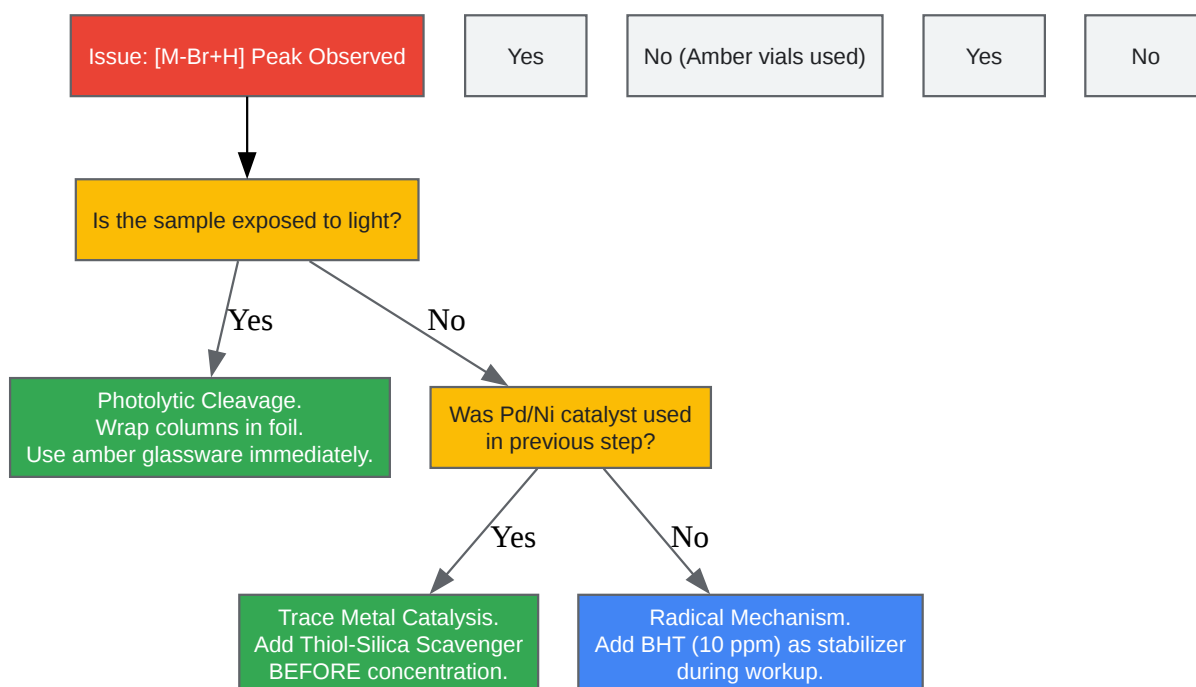 Issue: [M-Br+H] Peak Observed
Yes
No (Amber vials used)
Yes
No
Is the sample exposed to light?
Yes
No
Photolytic Cleavage.
Wrap columns in foil.
Use amber glassware immediately.
Was Pd/Ni catalyst used
in previous step?
Yes
No
Trace Metal Catalysis.
Add Thiol-Silica Scavenger
BEFORE concentration.
Radical Mechanism.
Add BHT (10 ppm) as stabilizer
during workup.